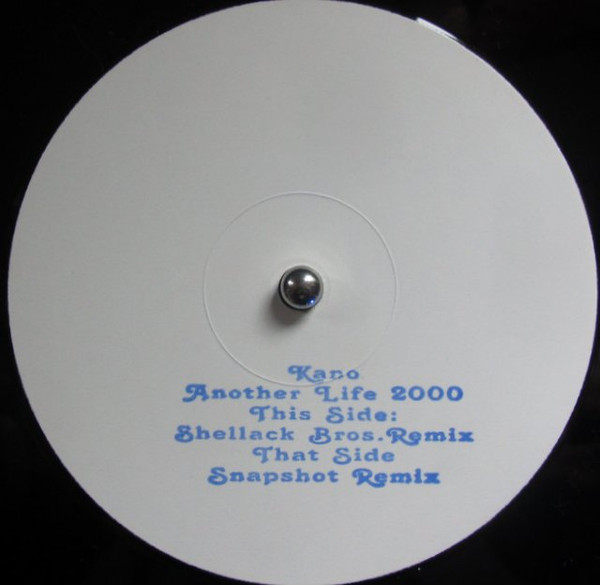 Kano
Another Life 2000
This Side:
Shellack Bros.Remix
That Side
Snapshot Remix